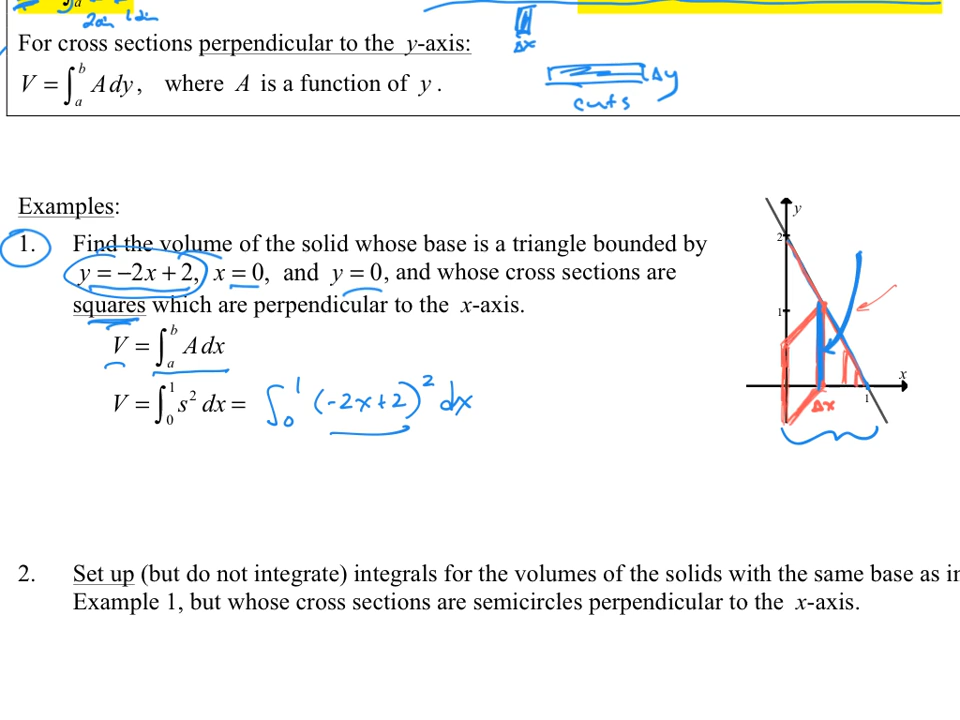 2dim 1dim
For cross sections perpendicular to the y-axis:
Δx
V = ∫_a^b A dy, where A is a function of y.
Δy
cuts
Examples:
1. Find the volume of the solid whose base is a triangle bounded by
y = −2x + 2, x = 0, and y = 0, and whose cross sections are
squares which are perpendicular to the x-axis.
V = ∫_a^b A dx
V = ∫_0^1 s² dx = ∫_0^1 (-2x+2)² dx
y
2
1
x
1
Δx
2. Set up (but do not integrate) integrals for the volumes of the solids with the same base as in
Example 1, but whose cross sections are semicircles perpendicular to the x-axis.